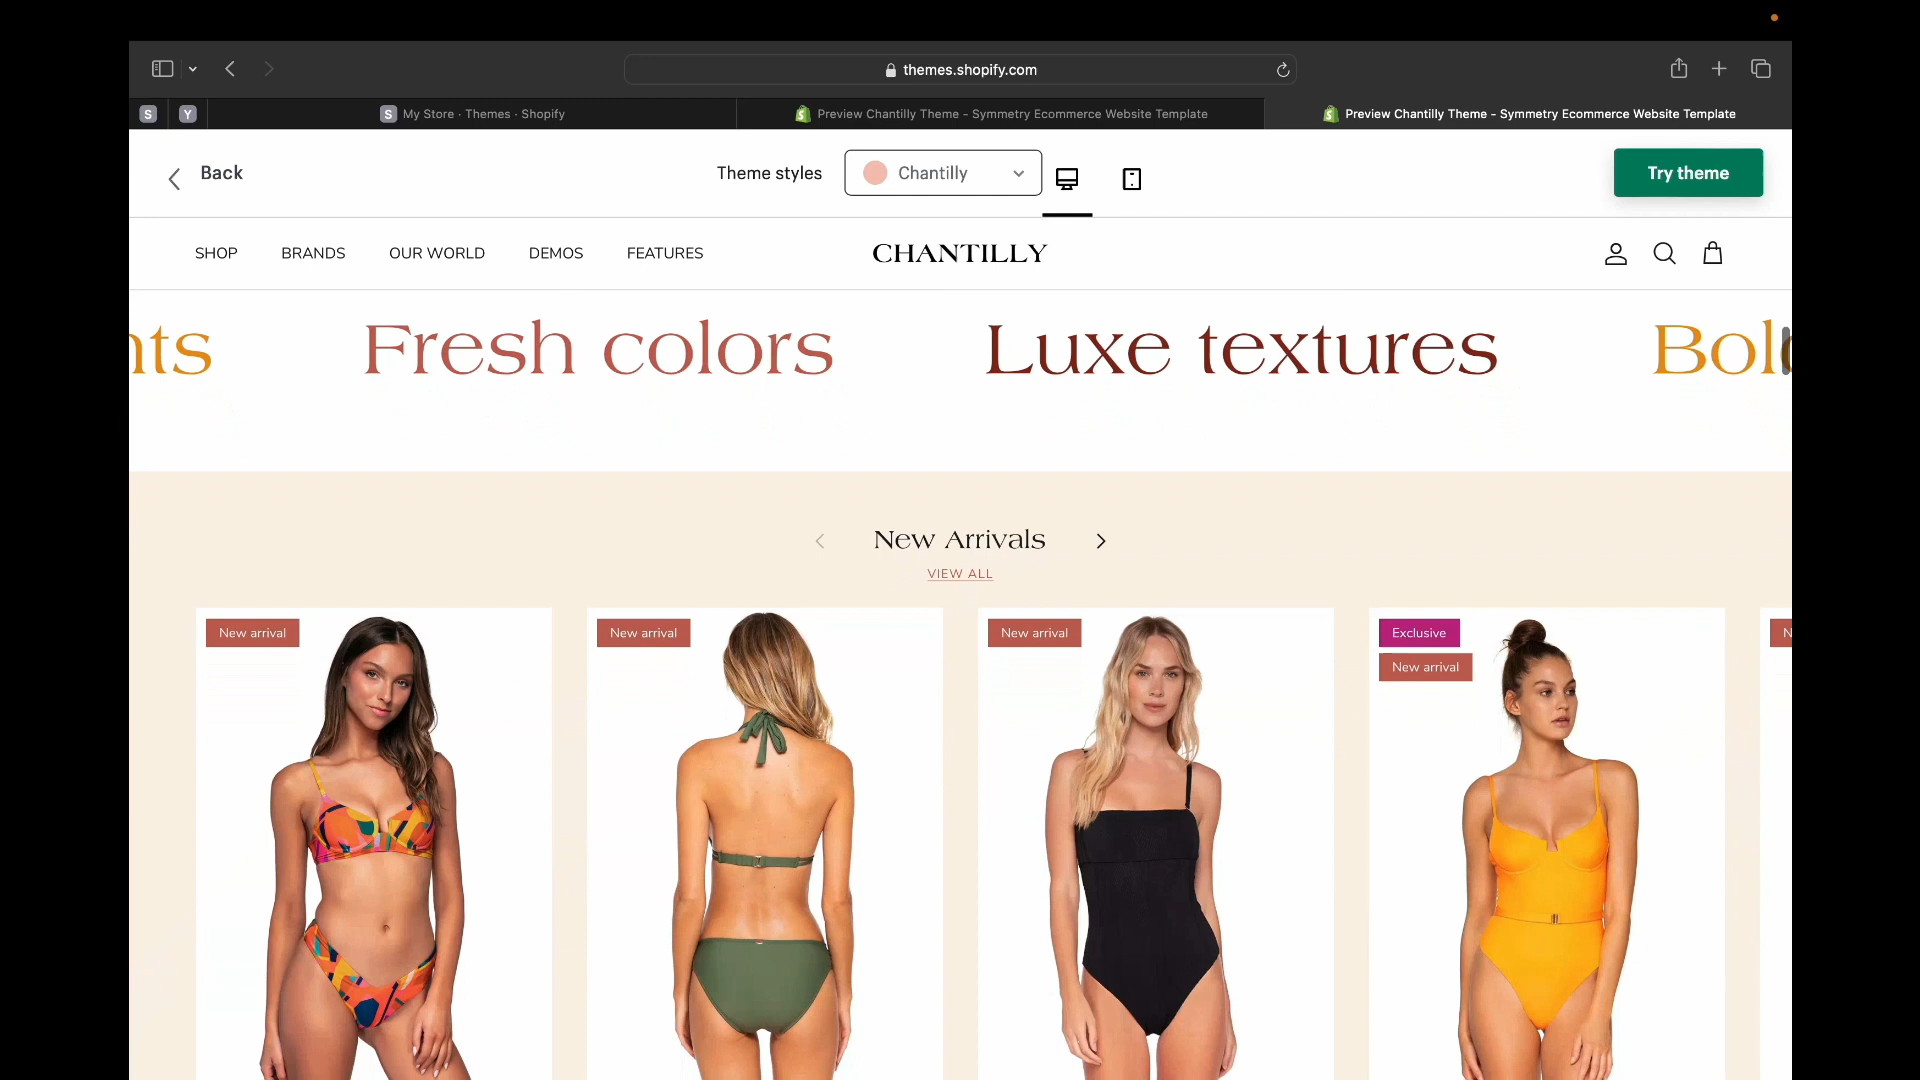 themes.shopify.com
S
Y
S My Store - Themes · Shopify
Preview Chantilly Theme - Symmetry Ecommerce Website Template
Preview Chantilly Theme - Symmetry Ecommerce Website Template
Back
Theme styles
Chantilly
Try theme
SHOP
BRANDS
OUR WORLD
DEMOS
FEATURES
CHANTILLY
nts
Fresh colors
Luxe textures
Bol
New Arrivals
VIEW ALL
New arrival
New arrival
New arrival
Exclusive
New arrival
N